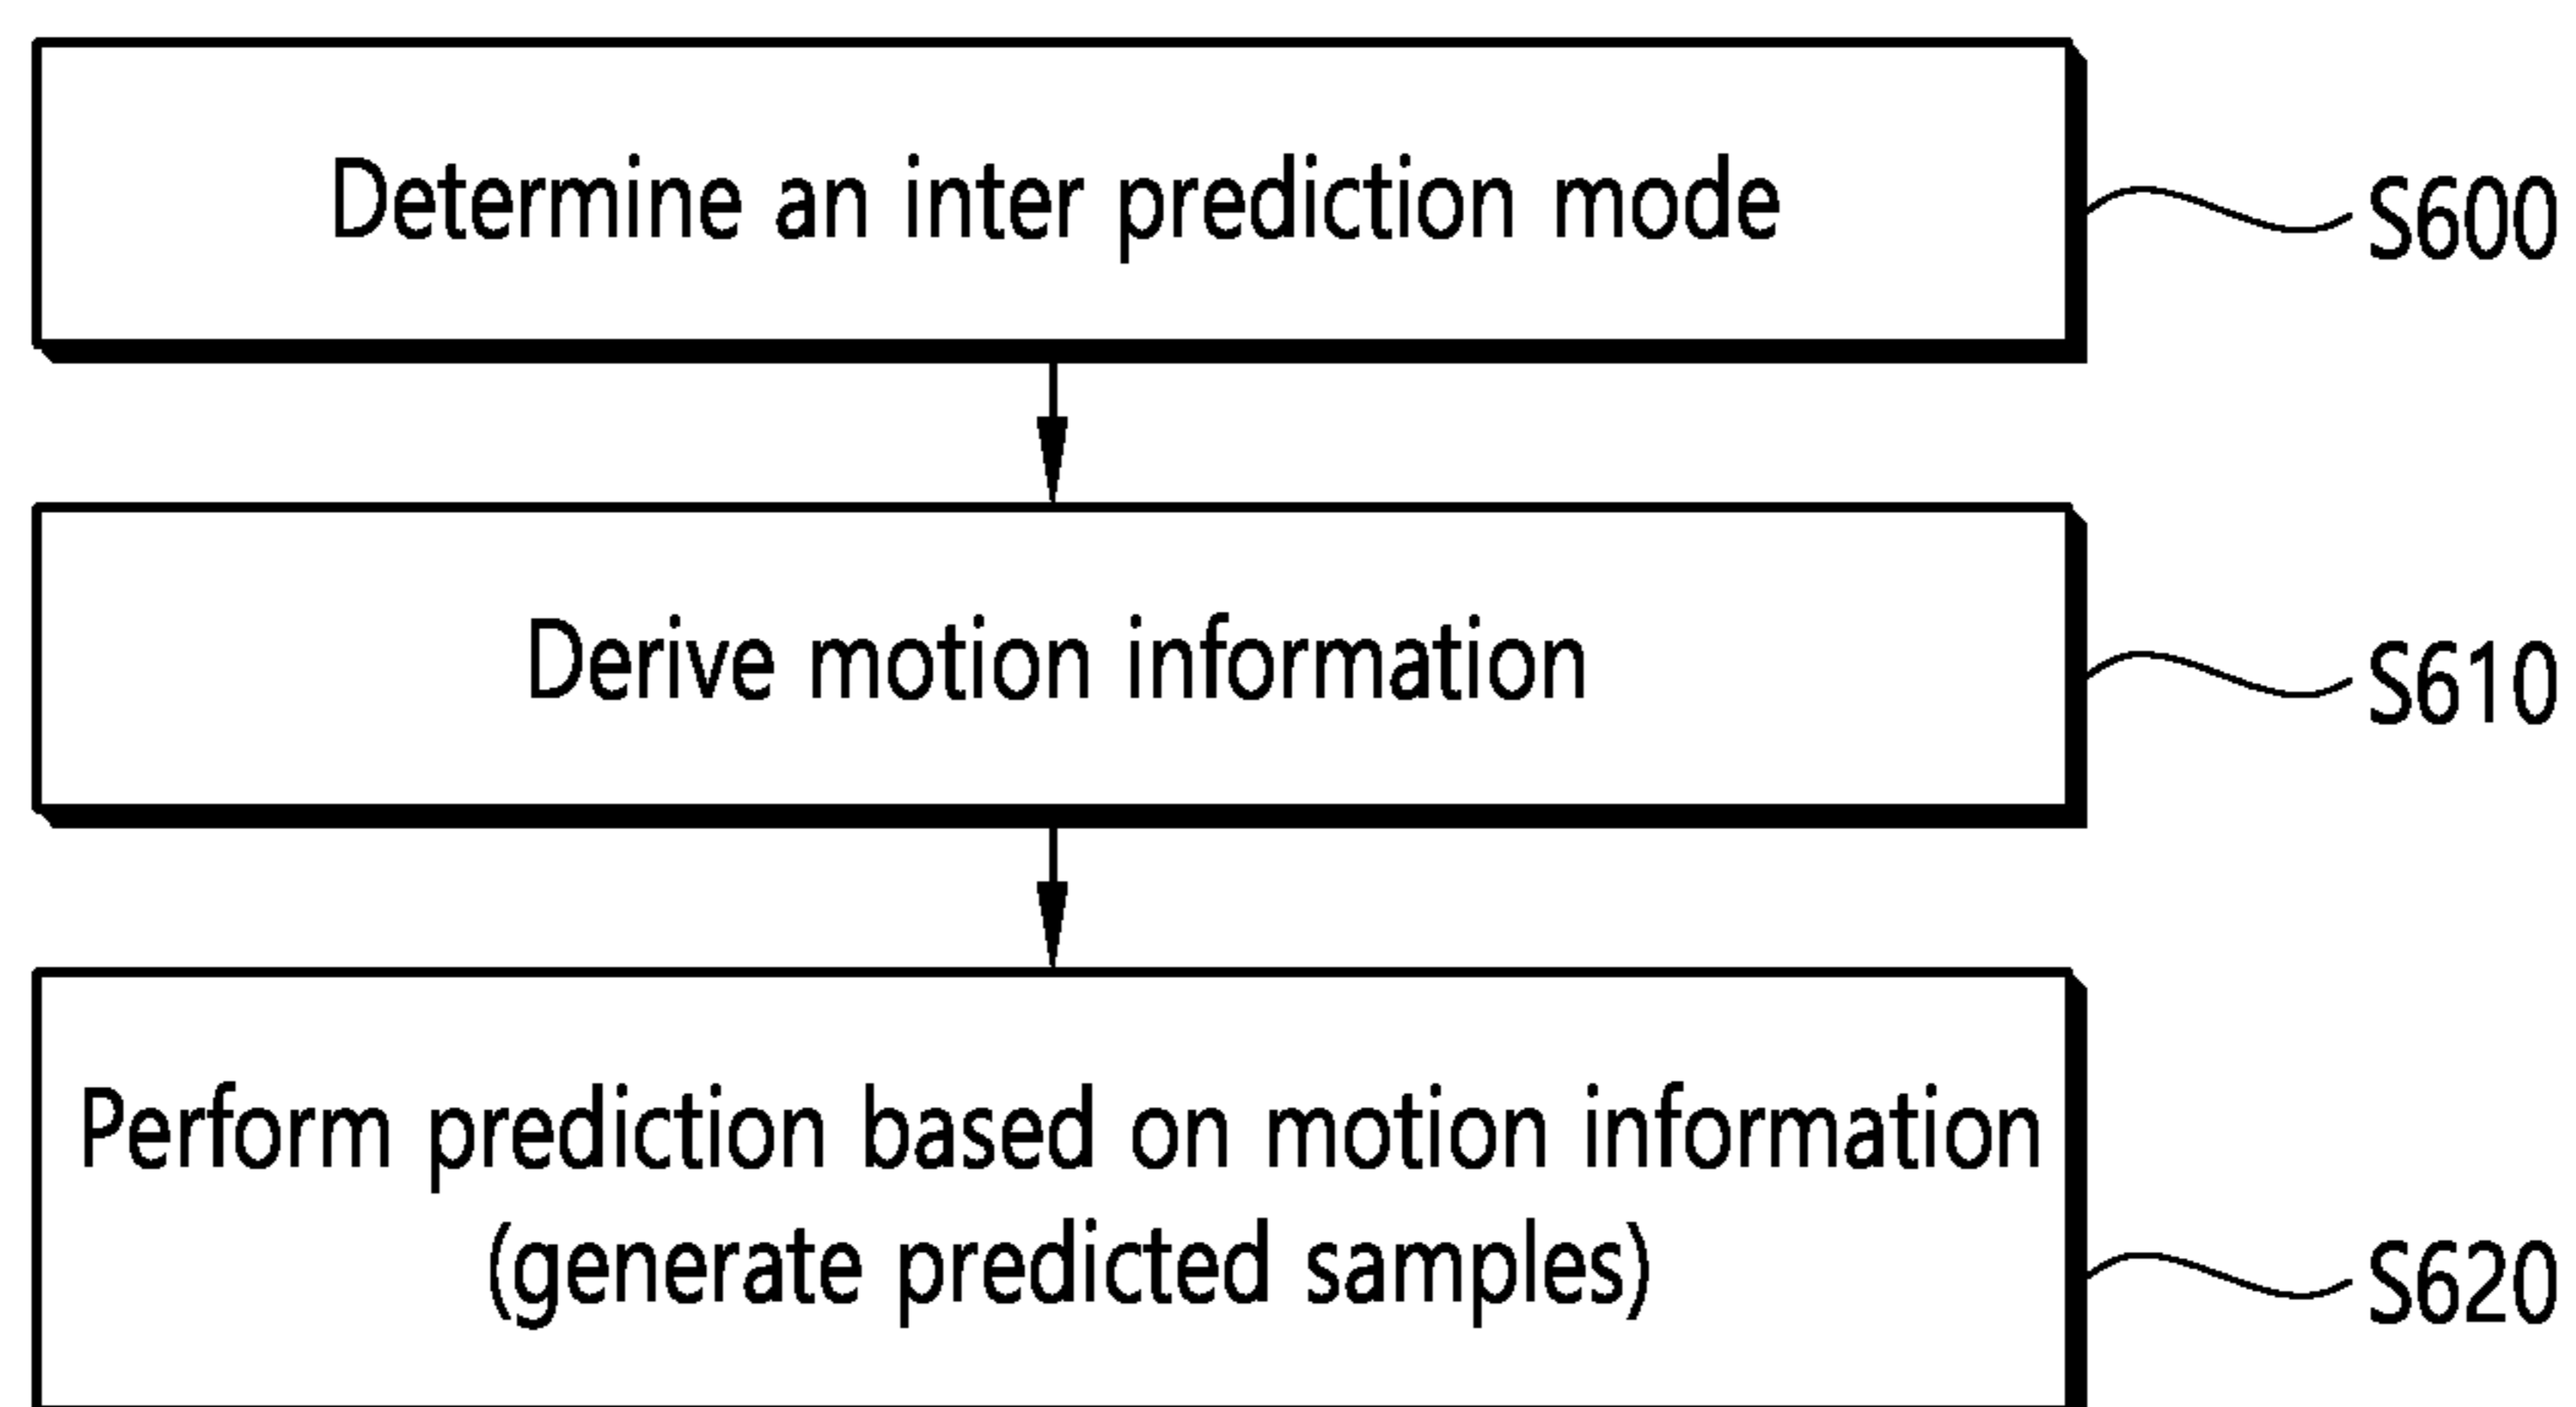 Determine an inter prediction mode
S600
Derive motion information
S610
Perform prediction based on motion information
(generate predicted samples)
S620